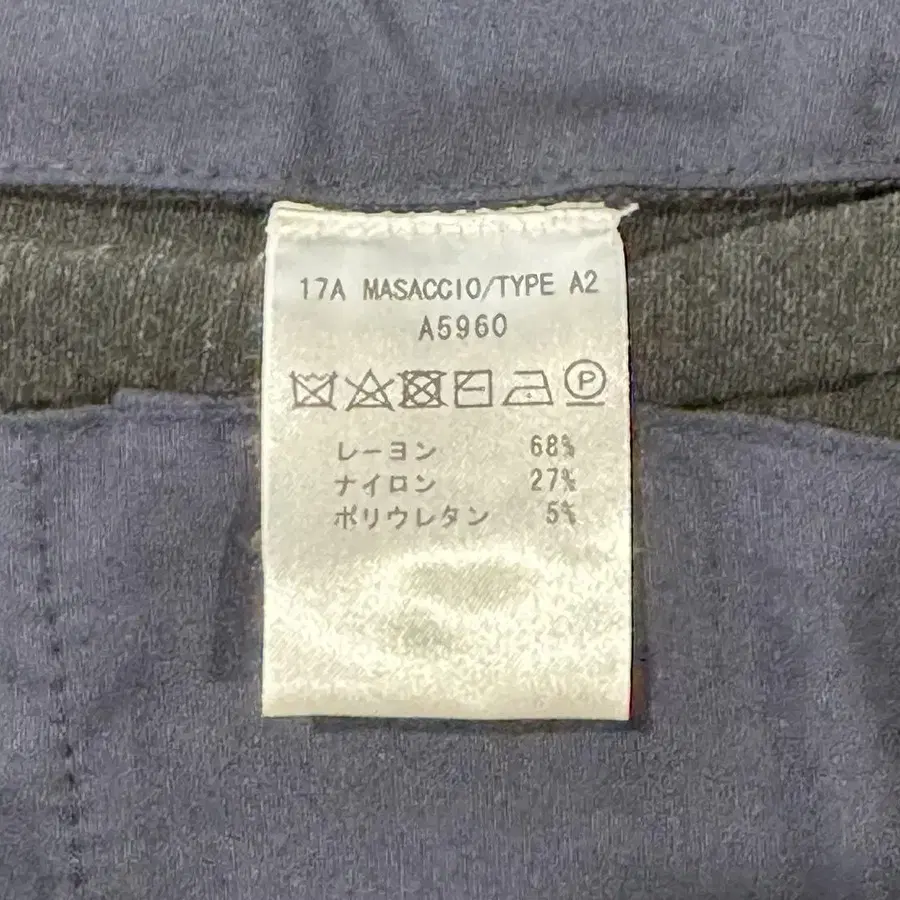 17A MASACCIO/TYPE A2
A5960
P
レーヨン 68%
ナイロン 27%
ポリウレタン 5%